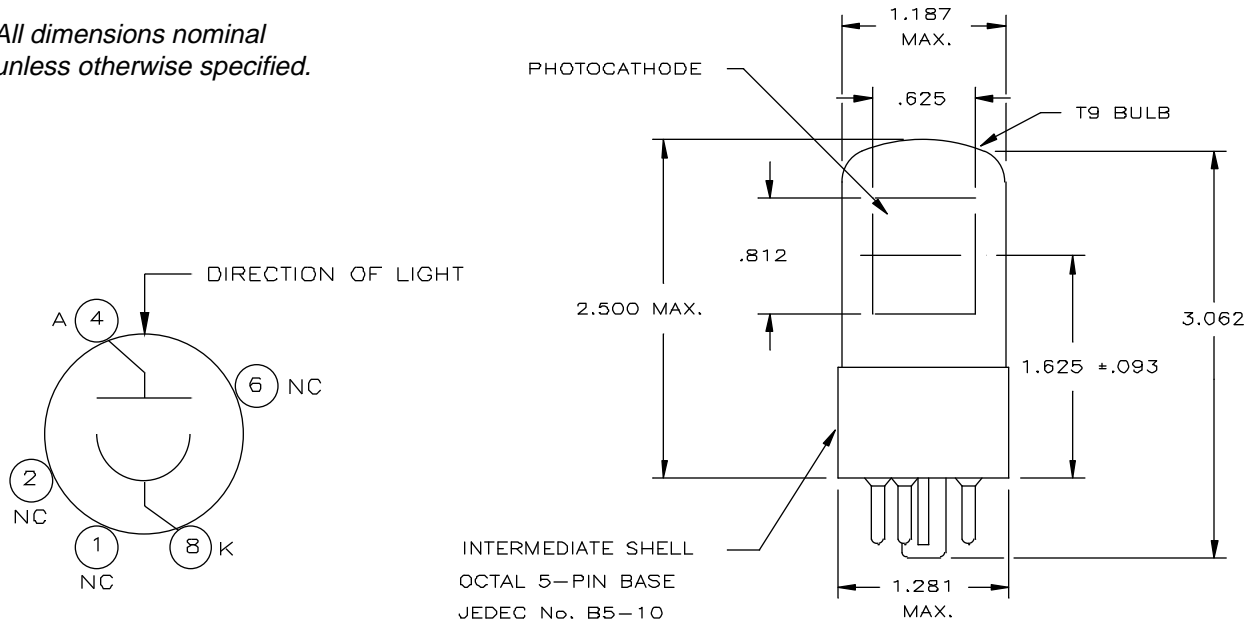 All dimensions nominal
unless otherwise specified.
1.187
MAX.
PHOTOCATHODE
.625
T9 BULB
.812
DIRECTION OF LIGHT
2.500 MAX.
3.062
A 4
6 NC
1.625 ±.093
2
NC
1
NC
8 K
INTERMEDIATE SHELL
OCTAL 5-PIN BASE
JEDEC No. B5-10
1.281
MAX.